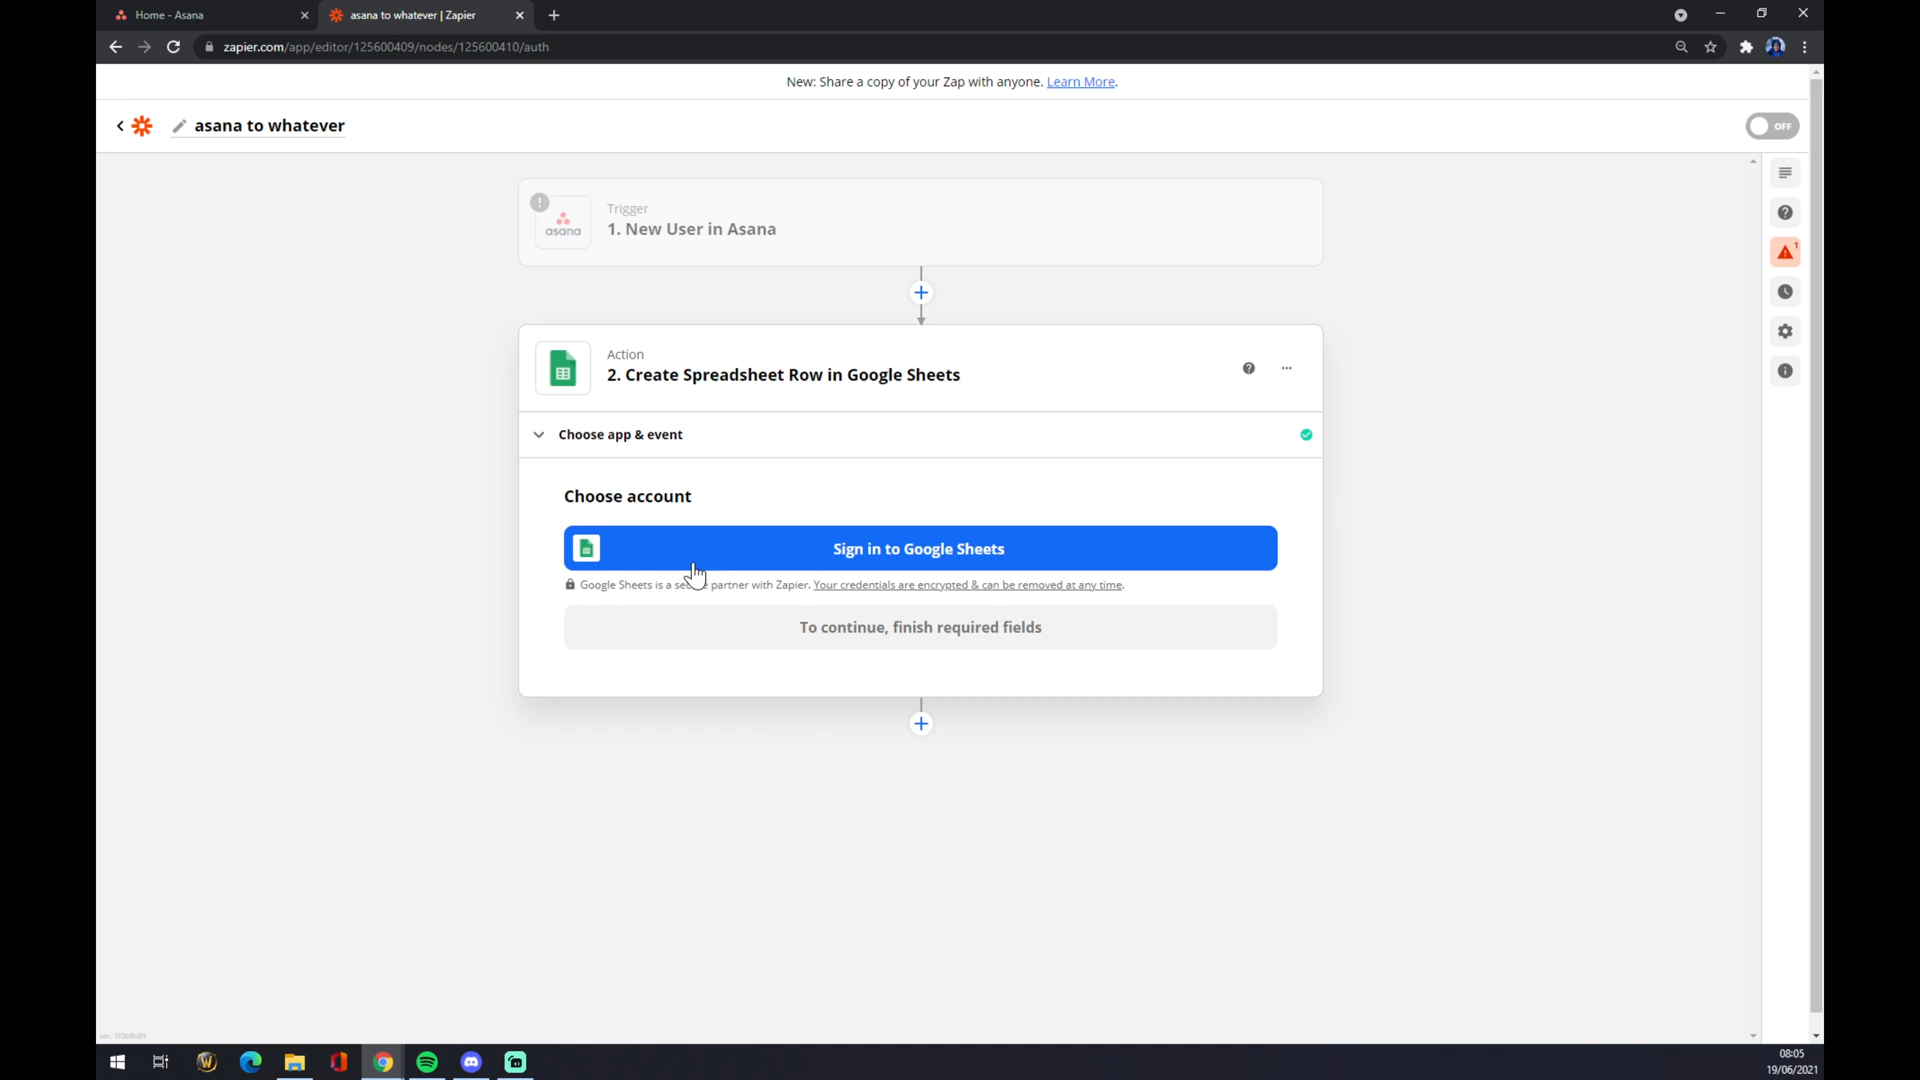 Home - Asana
asana to whatever | Zapier
zapier.com/app/editor/125600409/nodes/125600410/auth
New: Share a copy of your Zap with anyone. Learn More.
asana to whatever
OFF
asana
Trigger
1. New User in Asana
1
Action
2. Create Spreadsheet Row in Google Sheets
Choose app & event
Choose account
Sign in to Google Sheets
Google Sheets is a partner with Zapier. Your credentials are encrypted & can be removed at any time.
To continue, finish required fields
08:05
19/06/2021